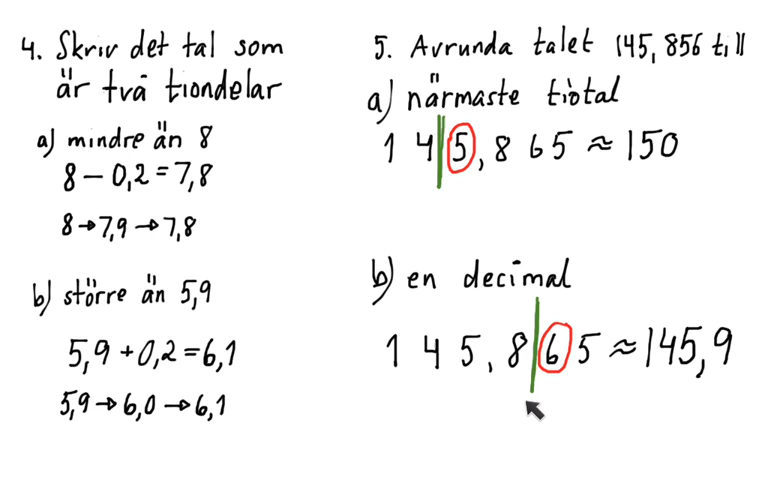 4. Skriv det tal som
är två tiondelar
a) mindre än 8
8 - 0,2 = 7,8
8 → 7,9 → 7,8
b) större än 5,9
5,9 + 0,2 = 6,1
5,9 → 6,0 → 6,1
5. Avrunda talet 145,856 till
a) närmaste tiotal
1 4 5, 8 6 5 ≈ 150
b) en decimal
1 4 5, 8 6 5 ≈ 145,9